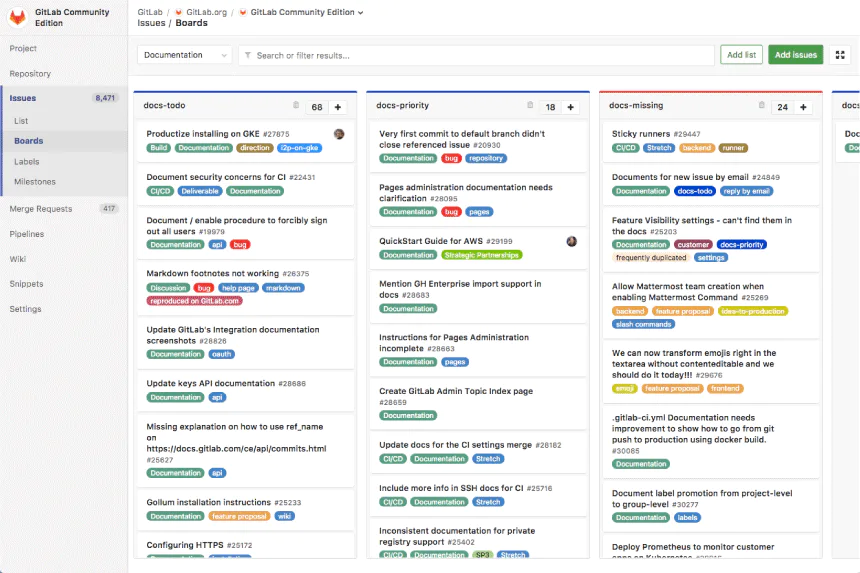 GitLab Community
Edition
GitLab / GitLab.org / GitLab Community Edition
Issues / Boards
Project
Repository
Issues 8,471
List
Boards
Labels
Milestones
Merge Requests 417
Pipelines
Wiki
Snippets
Settings
Documentation
Search or filter results...
Add list
Add issues
docs-todo 68 +
Productize installing on GKE #27875
Build Documentation direction i2p-on-gke
Document security concerns for CI #22431
CI/CD Deliverable Documentation
Document / enable procedure to forcibly sign
out all users #19979
Documentation api bug
Markdown footnotes not working #26375
Discussion bug help page markdown
reproduced on GitLab.com
Update GitLab's Integration documentation
screenshots #28826
Documentation oauth
Update keys API documentation #28686
Documentation api
Missing explanation on how to use ref_name
on
https://docs.gitlab.com/ce/api/commits.html
#25627
Documentation api
Gollum installation instructions #25233
Documentation feature proposal wiki
Configuring HTTPS #25172
docs-priority 18 +
Very first commit to default branch didn't
close referenced issue #20930
Documentation bug repository
Pages administration documentation needs
clarification #28095
Documentation bug pages
QuickStart Guide for AWS #29199
Documentation Strategic Partnerships
Mention GH Enterprise import support in
docs #28683
Documentation
Instructions for Pages Administration
incomplete #28663
Documentation pages
Create GitLab Admin Topic Index page
#28659
Documentation
Update docs for the CI settings merge #28182
CI/CD Documentation Stretch
Include more info in SSH docs for CI #25716
CI/CD Documentation Stretch
Inconsistent documentation for private
registry support #25402
CI/CD Documentation SP3 Stretch
docs-missing 24 +
Sticky runners #29447
CI/CD Stretch backend runner
Documents for new issue by email #24849
Documentation docs-todo reply by email
Feature Visibility settings - can't find them in
the docs #25203
Documentation customer docs-priority
frequently duplicated settings
Allow Mattermost team creation when
enabling Mattermost Command #25269
backend feature proposal idea-to-production
slash commands
We can now transform emojis right in the
textarea without contenteditable and we
should do it today!!! #29676
emoji feature proposal frontend
.gitlab-ci.yml Documentation needs
improvement to show how to go from git
push to production using docker build.
#30085
Documentation
Document label promotion from project-level
to group-level #30277
Documentation labels
Deploy Prometheus to monitor customer
apps on Kubernetes